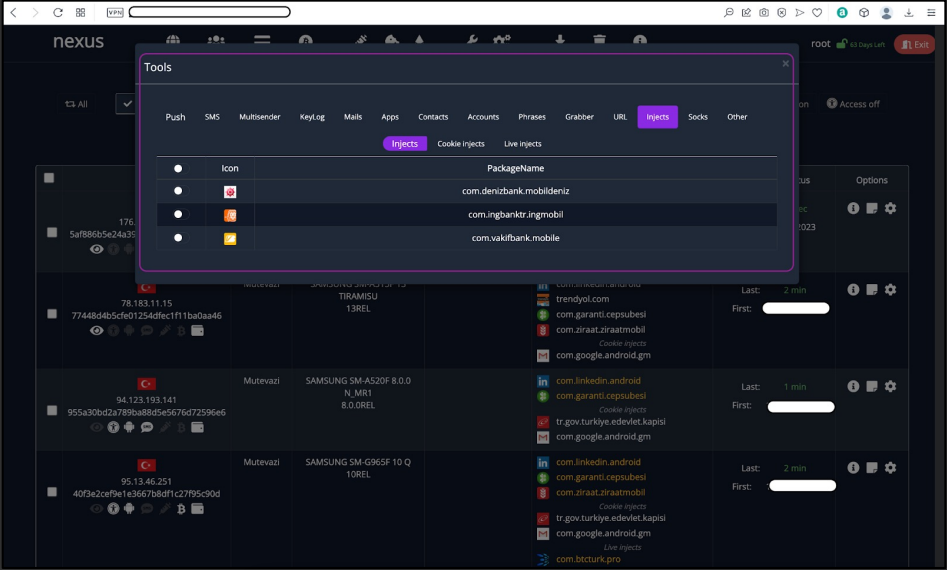 VPN
nexus
root 63 Days Left Exit
Tools
All
on Access off
Push SMS Multisender KeyLog Mails Apps Contacts Accounts Phrases Grabber URL Injects Socks Other
Injects Cookie injects Live injects
Icon PackageName
com.denizbank.mobildeniz
com.ingbanktr.ingmobil
com.vakifbank.mobile
Options
176.
5af886b5e24a39
2023
78.183.11.15
77448d4b5cfe01254dfec1f11ba0aa46
Mutevazi
TIRAMISU
13REL
com.linkedin.android
trendyol.com
com.garanti.cepsubesi
com.ziraat.ziraatmobil
Cookie injects
com.google.android.gm
Last: 2 min
First:
94.123.193.141
955a30bd2a789ba88d5e5676d72596e6
Mutevazi
SAMSUNG SM-A520F 8.0.0
N_MR1
8.0.0REL
com.linkedin.android
com.garanti.cepsubesi
Cookie injects
tr.gov.turkiye.edevlet.kapisi
com.google.android.gm
Last: 1 min
First:
95.13.46.251
40f3e2cef9e1e3667b8df1c27f95c90d
Mutevazi
SAMSUNG SM-G965F 10 Q
10REL
com.linkedin.android
com.garanti.cepsubesi
com.ziraat.ziraatmobil
Cookie injects
tr.gov.turkiye.edevlet.kapisi
com.google.android.gm
Live injects
com.btcturk.pro
Last: 2 min
First: